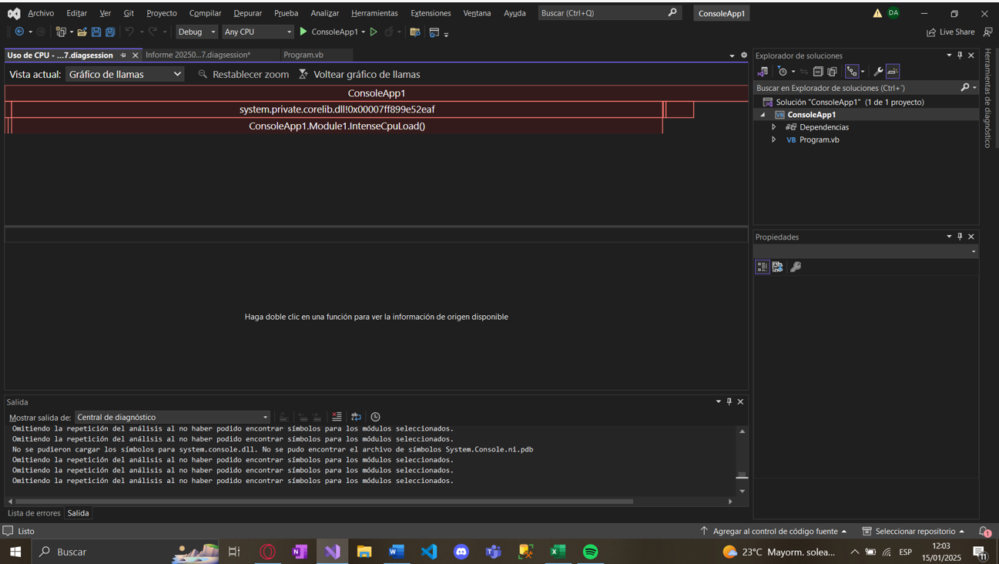 Archivo Editar Ver Git Proyecto Compilar Depurar Prueba Analizar Herramientas Extensiones Ventana Ayuda Buscar (Ctrl+Q) ConsoleApp1 DA
Debug Any CPU ConsoleApp1 Live Share
Uso de CPU - ...7.diagsession Informe 20250...7.diagsession* Program.vb
Vista actual: Gráfico de llamas Restablecer zoom Voltear gráfico de llamas
ConsoleApp1
system.private.corelib.dll!0x00007ff899e52eaf
ConsoleApp1.Module1.IntenseCpuLoad()
Haga doble clic en una función para ver la información de origen disponible
Explorador de soluciones
Buscar en Explorador de soluciones (Ctrl+´)
Solución "ConsoleApp1" (1 de 1 proyecto)
VB ConsoleApp1
Dependencias
VB Program.vb
Herramientas de diagnóstico
Propiedades
Salida
Mostrar salida de: Central de diagnóstico
Omitiendo la repetición del análisis al no haber podido encontrar símbolos para los módulos seleccionados.
Omitiendo la repetición del análisis al no haber podido encontrar símbolos para los módulos seleccionados.
No se pudieron cargar los símbolos para system.console.dll. No se pudo encontrar el archivo de símbolos System.Console.ni.pdb
Omitiendo la repetición del análisis al no haber podido encontrar símbolos para los módulos seleccionados.
Omitiendo la repetición del análisis al no haber podido encontrar símbolos para los módulos seleccionados.
Omitiendo la repetición del análisis al no haber podido encontrar símbolos para los módulos seleccionados.
Lista de errores Salida
Listo Agregar al control de código fuente Seleccionar repositorio 1
Buscar 23°C Mayorm. solea... ESP 12:03
15/01/2025 11